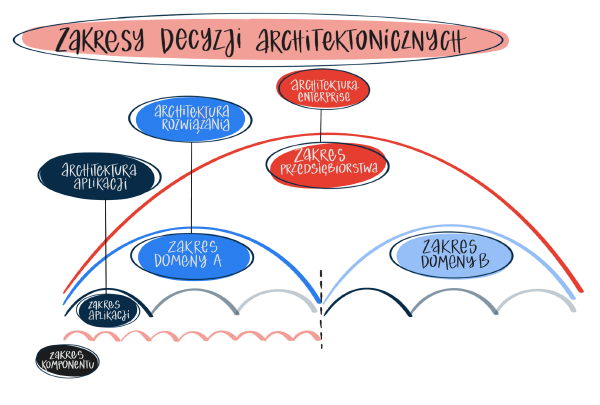 ZAKRESY DECYZJI ARCHITEKTONICZNYCH
ARCHITEKTURA
ENTERPRISE
ARCHITEKTURA
ROZWIĄZANIA
ZAKRES
PRZEDSIĘBIORSTWA
ARCHITEKTURA
APLIKACJI
ZAKRES
DOMENY A
ZAKRES
DOMENY B
ZAKRES
APLIKACJI
ZAKRES
KOMPONENTU